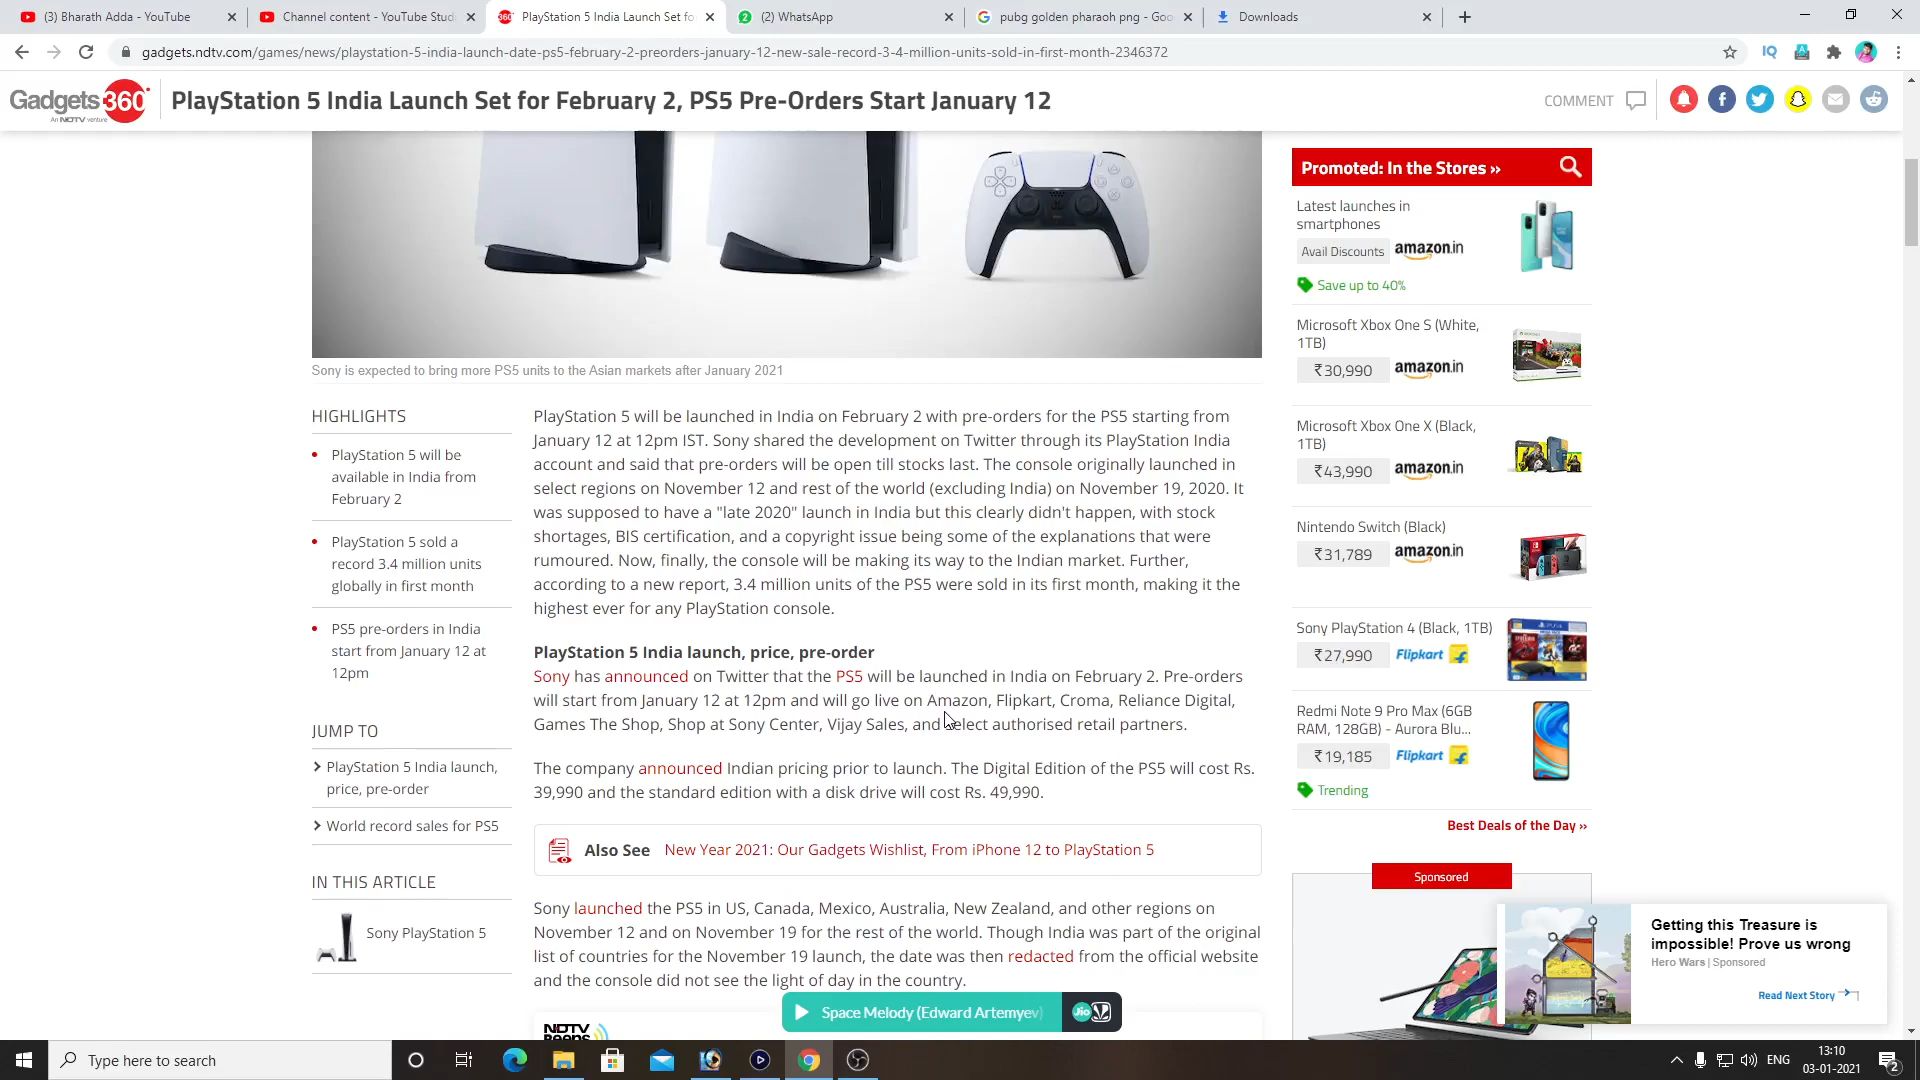 (3) Bharath Adda - YouTube
Channel content - YouTube Stud
PlayStation 5 India Launch Set fo
(2) WhatsApp
pubg golden pharaoh png - Goo
Downloads
gadgets.ndtv.com/games/news/playstation-5-india-launch-date-ps5-february-2-preorders-january-12-new-sale-record-3-4-million-units-sold-in-first-month-2346372
Gadgets 360°
An NDTV venture
PlayStation 5 India Launch Set for February 2, PS5 Pre-Orders Start January 12
COMMENT
Sony is expected to bring more PS5 units to the Asian markets after January 2021
HIGHLIGHTS
PlayStation 5 will be
available in India from
February 2
PlayStation 5 sold a
record 3.4 million units
globally in first month
PS5 pre-orders in India
start from January 12 at
12pm
JUMP TO
PlayStation 5 India launch,
price, pre-order
World record sales for PS5
IN THIS ARTICLE
Sony PlayStation 5
PlayStation 5 will be launched in India on February 2 with pre-orders for the PS5 starting from
January 12 at 12pm IST. Sony shared the development on Twitter through its PlayStation India
account and said that pre-orders will be open till stocks last. The console originally launched in
select regions on November 12 and rest of the world (excluding India) on November 19, 2020. It
was supposed to have a "late 2020" launch in India but this clearly didn't happen, with stock
shortages, BIS certification, and a copyright issue being some of the explanations that were
rumoured. Now, finally, the console will be making its way to the Indian market. Further,
according to a new report, 3.4 million units of the PS5 were sold in its first month, making it the
highest ever for any PlayStation console.
PlayStation 5 India launch, price, pre-order
Sony has announced on Twitter that the PS5 will be launched in India on February 2. Pre-orders
will start from January 12 at 12pm and will go live on Amazon, Flipkart, Croma, Reliance Digital,
Games The Shop, Shop at Sony Center, Vijay Sales, and select authorised retail partners.
The company announced Indian pricing prior to launch. The Digital Edition of the PS5 will cost Rs.
39,990 and the standard edition with a disk drive will cost Rs. 49,990.
Also See New Year 2021: Our Gadgets Wishlist, From iPhone 12 to PlayStation 5
Sony launched the PS5 in US, Canada, Mexico, Australia, New Zealand, and other regions on
November 12 and on November 19 for the rest of the world. Though India was part of the original
list of countries for the November 19 launch, the date was then redacted from the official website
and the console did not see the light of day in the country.
NDTV
Space Melody (Edward Artemyev)
Jio
Promoted: In the Stores »
Latest launches in
smartphones
Avail Discounts amazon.in
Save up to 40%
Microsoft Xbox One S (White,
1TB)
₹30,990 amazon.in
Microsoft Xbox One X (Black,
1TB)
₹43,990 amazon.in
Nintendo Switch (Black)
₹31,789 amazon.in
Sony PlayStation 4 (Black, 1TB)
₹27,990 Flipkart
Redmi Note 9 Pro Max (6GB
RAM, 128GB) - Aurora Blu...
₹19,185 Flipkart
Trending
Best Deals of the Day »
Sponsored
Getting this Treasure is
impossible! Prove us wrong
Hero Wars | Sponsored
Read Next Story
Type here to search
ENG
13:10
03-01-2021
2